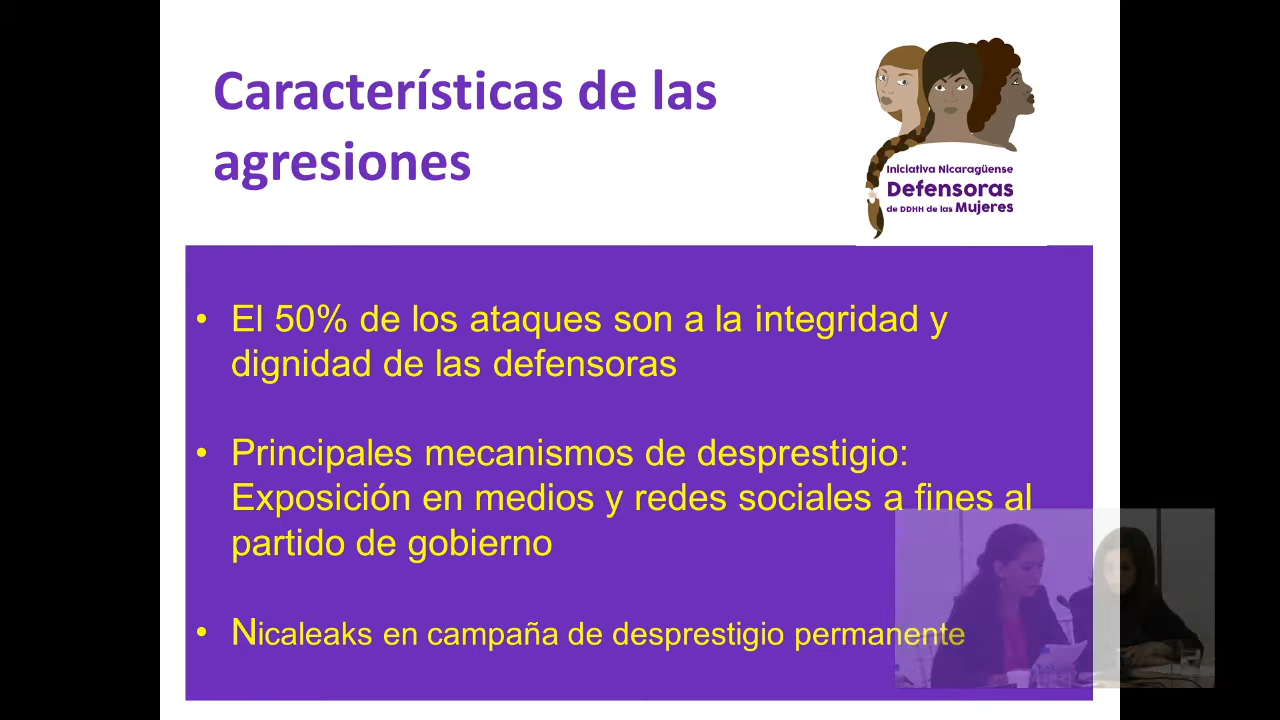 Características de las
agresiones
Iniciativa Nicaragüense
Defensoras
de DDHH de las Mujeres
• El 50% de los ataques son a la integridad y
dignidad de las defensoras
• Principales mecanismos de desprestigio:
Exposición en medios y redes sociales a fines al
partido de gobierno
• Nicaleaks en campaña de desprestigio permanente